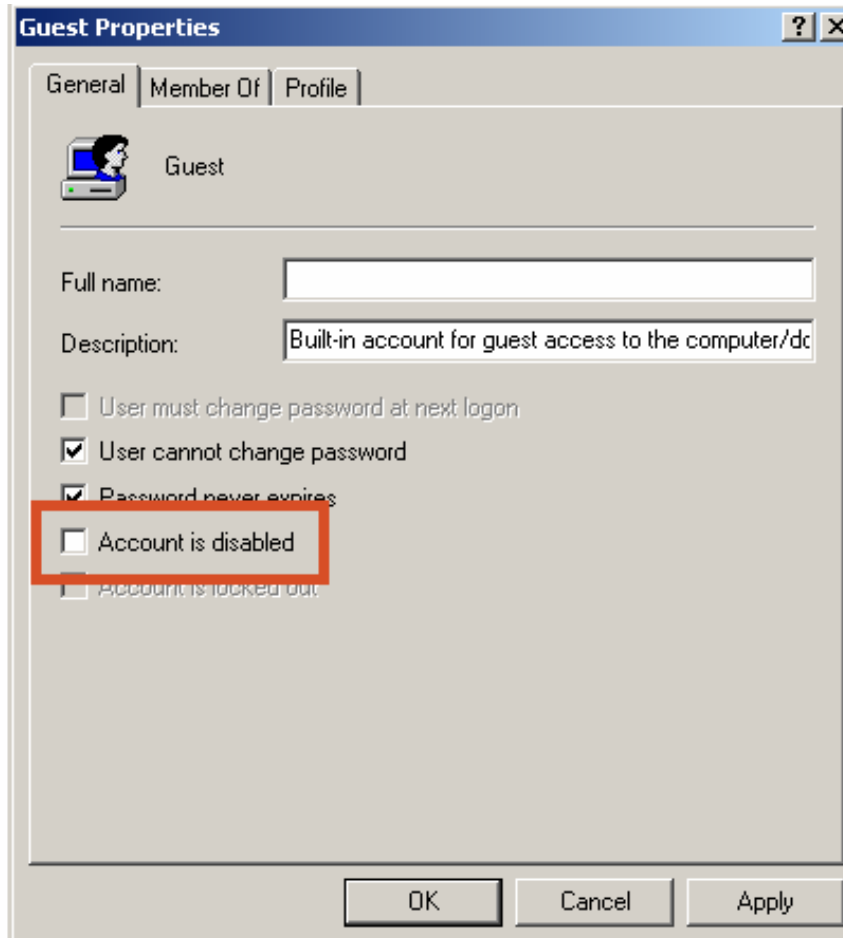 Guest Properties
General Member Of Profile
Guest
Full name:
Description: Built-in account for guest access to the computer/dc
User must change password at next logon
User cannot change password
Password never expires
Account is disabled
Account is locked out
OK Cancel Apply